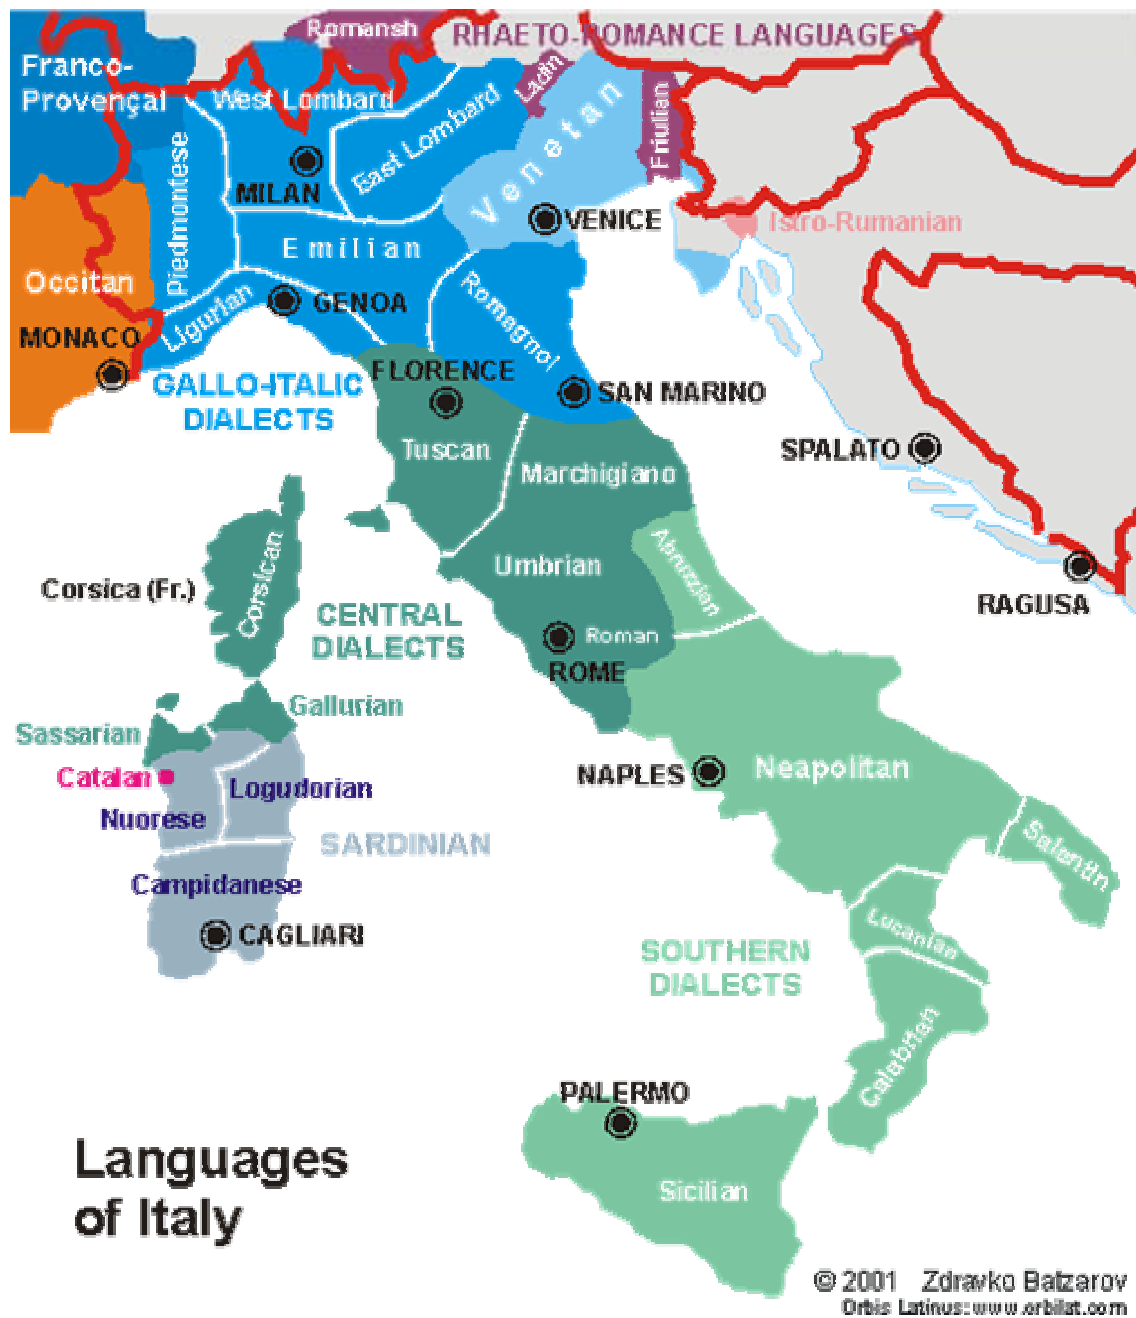 Romansh
RHAETO-ROMANCE LANGUAGES
Franco-
Provençal
West Lombard
East Lombard
Ladin
Venetan
Friulian
Piedmontese
MILAN
VENICE
Istro-Rumanian
Emilian
Occitan
Ligurian
GENOA
Romagnol
MONACO
GALLO-ITALIC
DIALECTS
FLORENCE
SAN MARINO
Tuscan
Marchigiano
SPALATO
Corsican
Abruzzian
Umbrian
Corsica (Fr.)
CENTRAL
DIALECTS
Roman
ROME
RAGUSA
Gallurian
Sassarian
Catalan
Logudorian
Nuorese
SARDINIAN
NAPLES
Neapolitan
Salentin
Campidanese
CAGLIARI
Lucanian
SOUTHERN
DIALECTS
Calabrian
PALERMO
Sicilian
Languages
of Italy
© 2001 Zdravko Batzarov
Orbis Latinus: www.orbilat.com